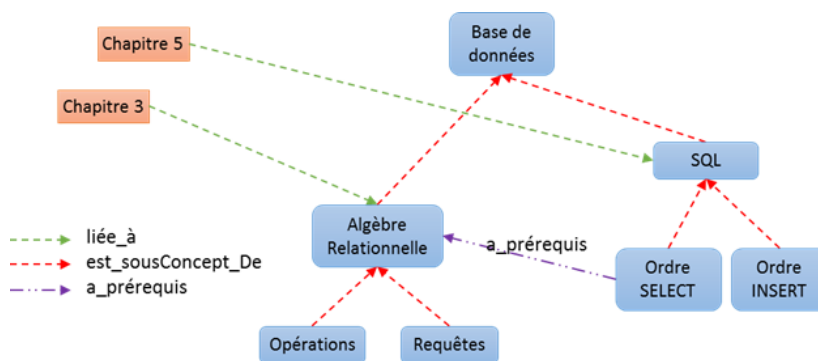 Chapitre 5
Base de
données
Chapitre 3
SQL
Algèbre
Relationnelle
liée_à
est_sousConcept_De
a_prérequis
a_prérequis
Ordre
SELECT
Ordre
INSERT
Opérations
Requêtes